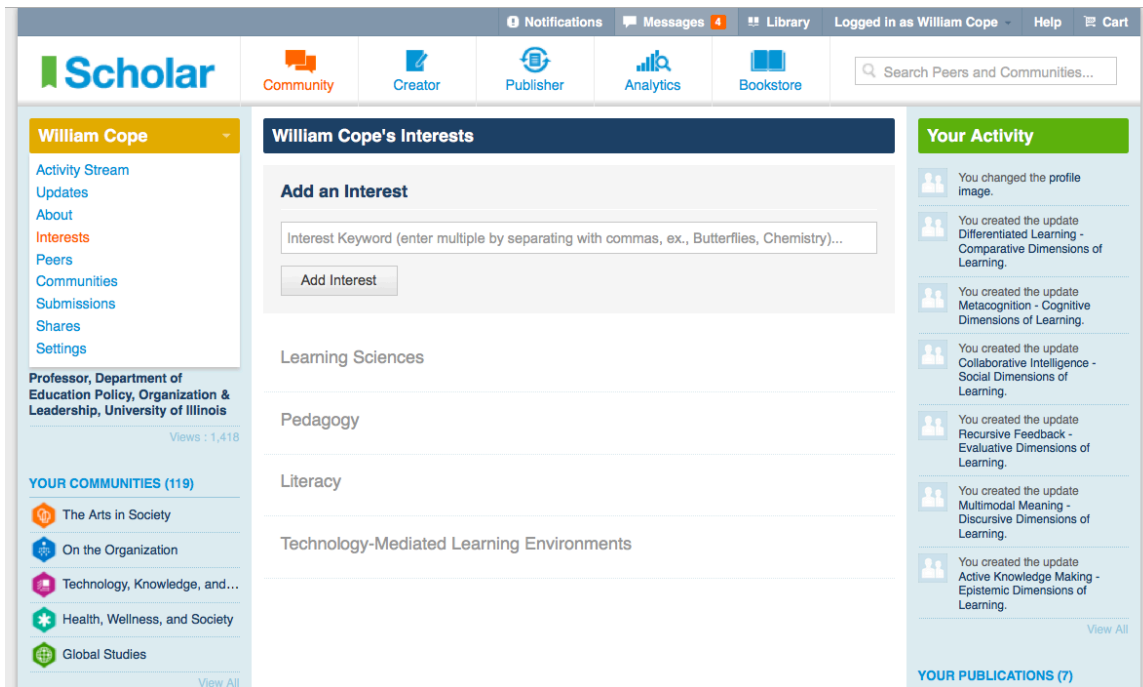 Notifications
Messages 4
Library
Logged in as William Cope
Help
Cart
Scholar
Community
Creator
Publisher
Analytics
Bookstore
Search Peers and Communities...
William Cope
Activity Stream
Updates
About
Interests
Peers
Communities
Submissions
Shares
Settings
Professor, Department of
Education Policy, Organization &
Leadership, University of Illinois
Views : 1,418
YOUR COMMUNITIES (119)
The Arts in Society
On the Organization
Technology, Knowledge, and...
Health, Wellness, and Society
Global Studies
View All
William Cope's Interests
Add an Interest
Interest Keyword (enter multiple by separating with commas, ex., Butterflies, Chemistry)...
Add Interest
Learning Sciences
Pedagogy
Literacy
Technology-Mediated Learning Environments
Your Activity
You changed the profile
image.
You created the update
Differentiated Learning -
Comparative Dimensions of
Learning.
You created the update
Metacognition - Cognitive
Dimensions of Learning.
You created the update
Collaborative Intelligence -
Social Dimensions of
Learning.
You created the update
Recursive Feedback -
Evaluative Dimensions of
Learning.
You created the update
Multimodal Meaning -
Discursive Dimensions of
Learning.
You created the update
Active Knowledge Making -
Epistemic Dimensions of
Learning.
View All
YOUR PUBLICATIONS (7)